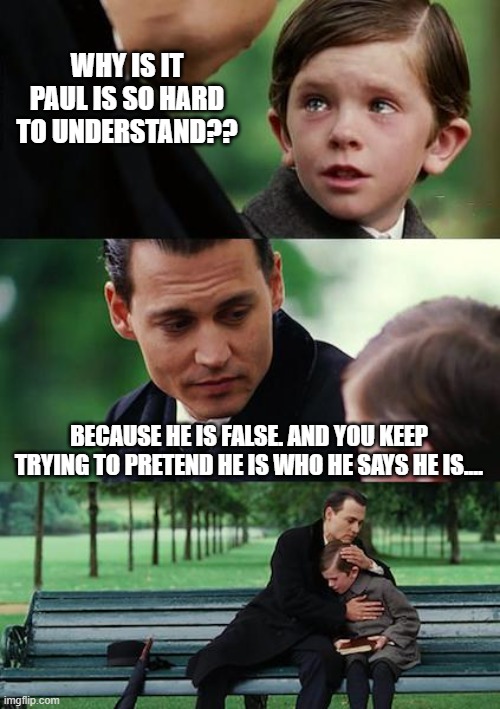 WHY IS IT
PAUL IS SO HARD
TO UNDERSTAND??
BECAUSE HE IS FALSE. AND YOU KEEP
TRYING TO PRETEND HE IS WHO HE SAYS HE IS....
imgflip.com